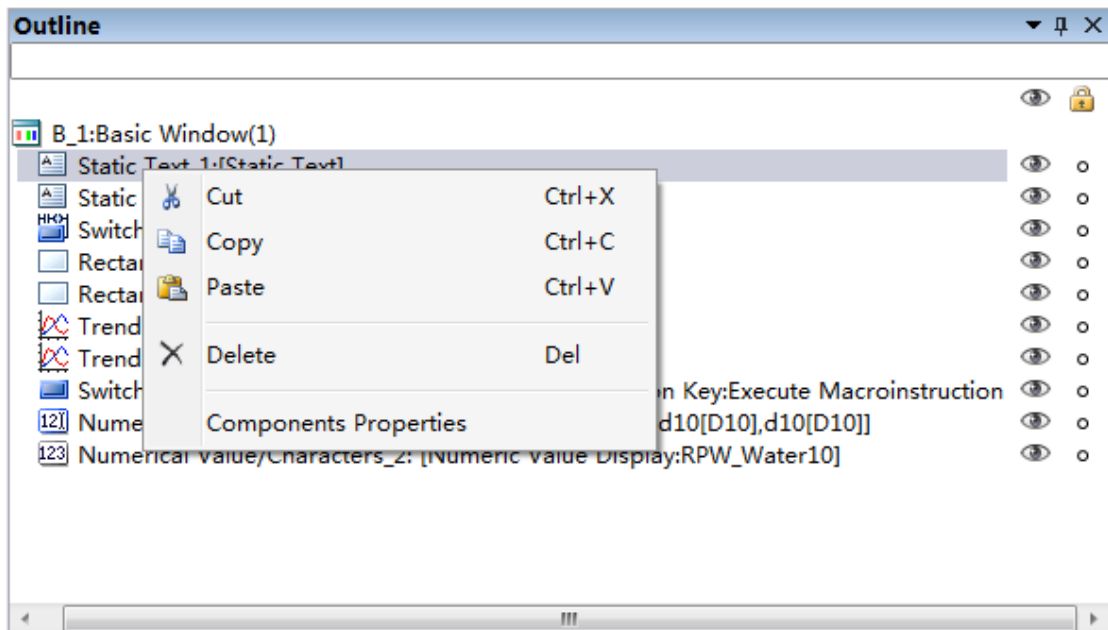 Outline
B_1:Basic Window(1)
Static Text_1:[Static Text]
Static
Cut Ctrl+X
Switch
Copy Ctrl+C
Rectan
Paste Ctrl+V
Rectan
Trend
Trend
Delete Del
Switch on Key:Execute Macroinstruction
Nume d10[D10],d10[D10]]
Components Properties
Numerical Value/Characters_2: [Numeric Value Display:RPW_Water10]